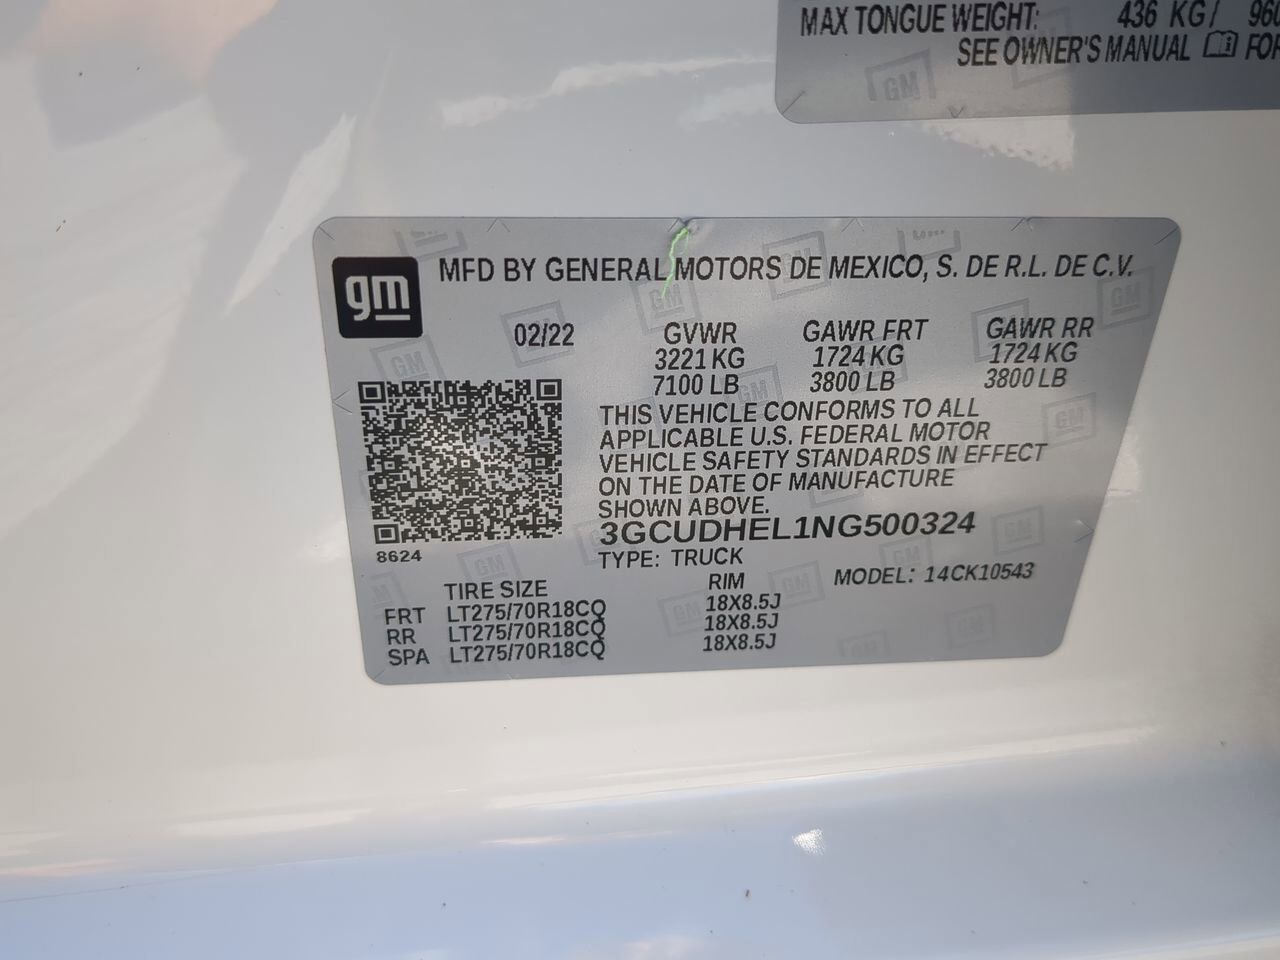 MAX TONGUE WEIGHT: 436 KG/ 960
SEE OWNER'S MANUAL FOR
gm
MFD BY GENERAL MOTORS DE MEXICO, S. DE R.L. DE C.V.
02/22 GVWR GAWR FRT GAWR RR
3221 KG 1724 KG 1724 KG
7100 LB 3800 LB 3800 LB
THIS VEHICLE CONFORMS TO ALL
APPLICABLE U.S. FEDERAL MOTOR
VEHICLE SAFETY STANDARDS IN EFFECT
ON THE DATE OF MANUFACTURE
SHOWN ABOVE.
3GCUDHEL1NG500324
8624
TYPE: TRUCK
MODEL: 14CK10543
TIRE SIZE RIM
FRT LT275/70R18CQ 18X8.5J
RR LT275/70R18CQ 18X8.5J
SPA LT275/70R18CQ 18X8.5J